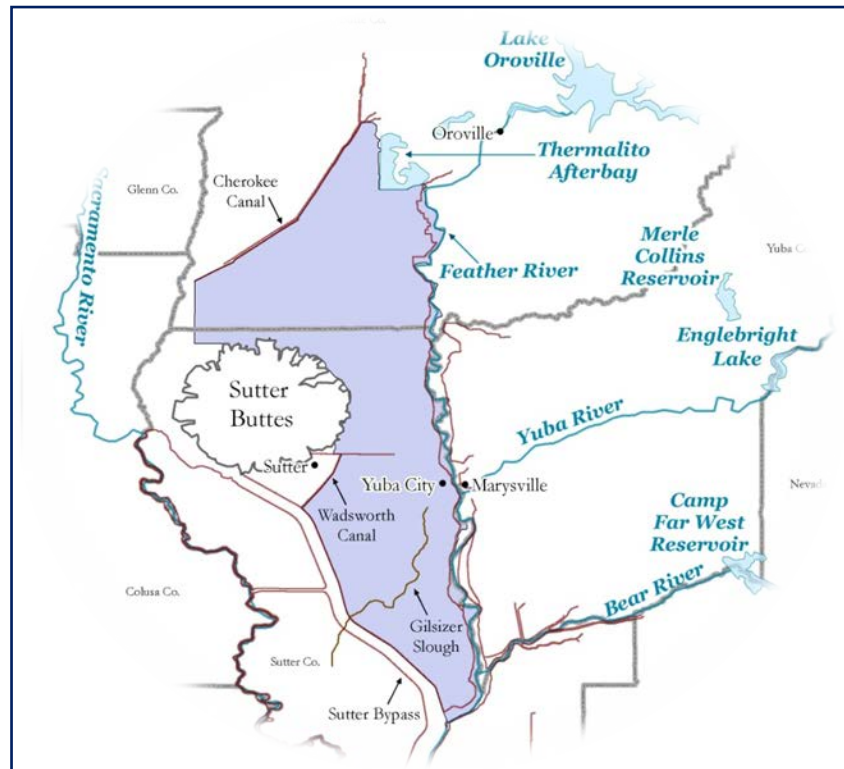 Lake
Oroville
Oroville
Thermalito
Afterbay
Glenn Co.
Cherokee
Canal
Sacramento River
Feather River
Merle
Collins
Reservoir
Yuba
Englebright
Lake
Sutter
Buttes
Yuba River
Sutter
Yuba City
Marysville
Wadsworth
Canal
Camp
Far West
Reservoir
Colusa Co.
Bear River
Gilsizer
Slough
Sutter Co.
Sutter Bypass